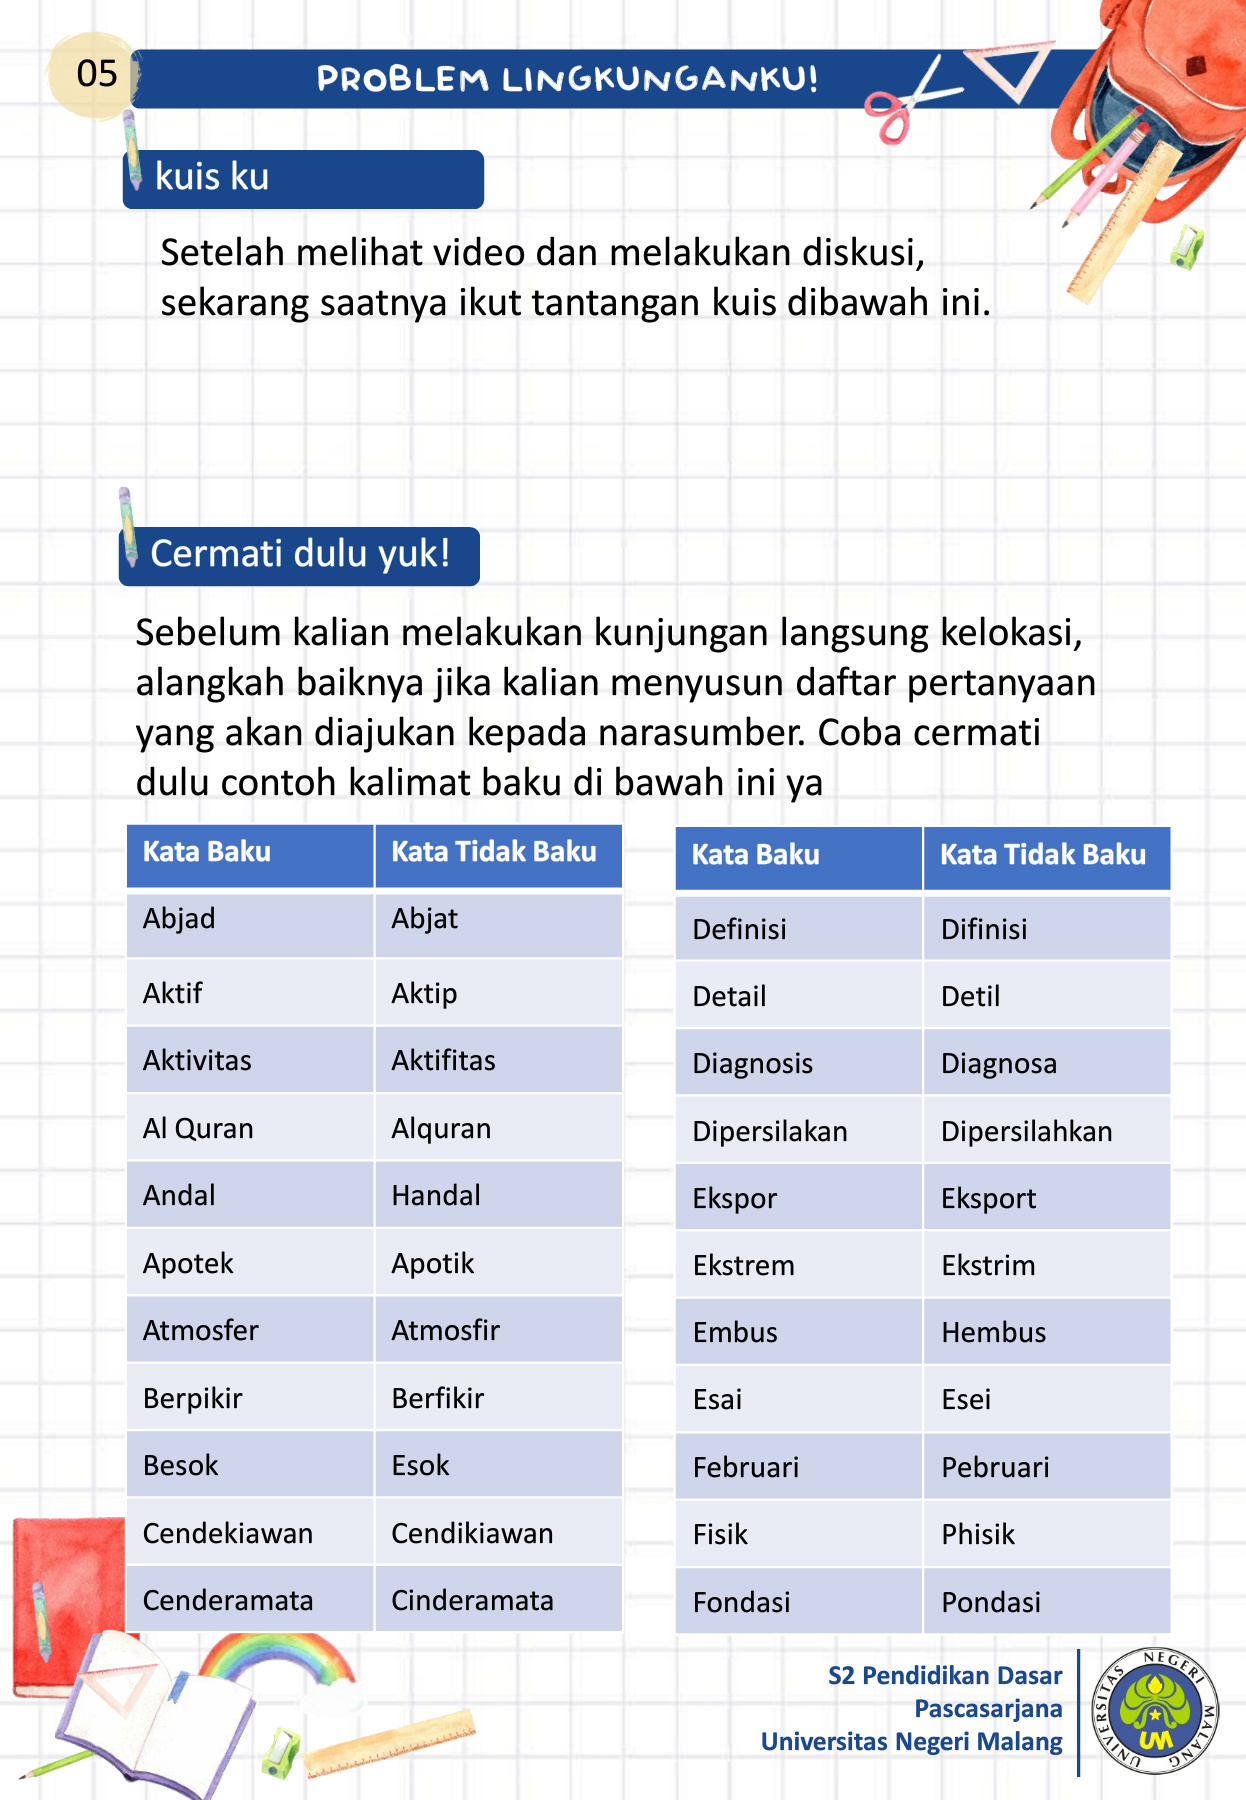 05
PROBLEM LINGKUNGANKU!
kuis ku
Setelah melihat video dan melakukan diskusi,
sekarang saatnya ikut tantangan kuis dibawah ini.
Cermati dulu yuk!
Sebelum kalian melakukan kunjungan langsung kelokasi,
alangkah baiknya jika kalian menyusun daftar pertanyaan
yang akan diajukan kepada narasumber. Coba cermati
dulu contoh kalimat baku di bawah ini ya
Kata Baku Kata Tidak Baku
Abjad Abjat
Aktif Aktip
Aktivitas Aktifitas
Al Quran Alquran
Andal Handal
Apotek Apotik
Atmosfer Atmosfir
Berpikir Berfikir
Besok Esok
Cendekiawan Cendikiawan
Cenderamata Cinderamata
Kata Baku Kata Tidak Baku
Definisi Difinisi
Detail Detil
Diagnosis Diagnosa
Dipersilakan Dipersilahkan
Ekspor Eksport
Ekstrem Ekstrim
Embus Hembus
Esai Esei
Februari Pebruari
Fisik Phisik
Fondasi Pondasi
S2 Pendidikan Dasar
Pascasarjana
Universitas Negeri Malang
UNIVERSITAS NEGERI MALANG
UM